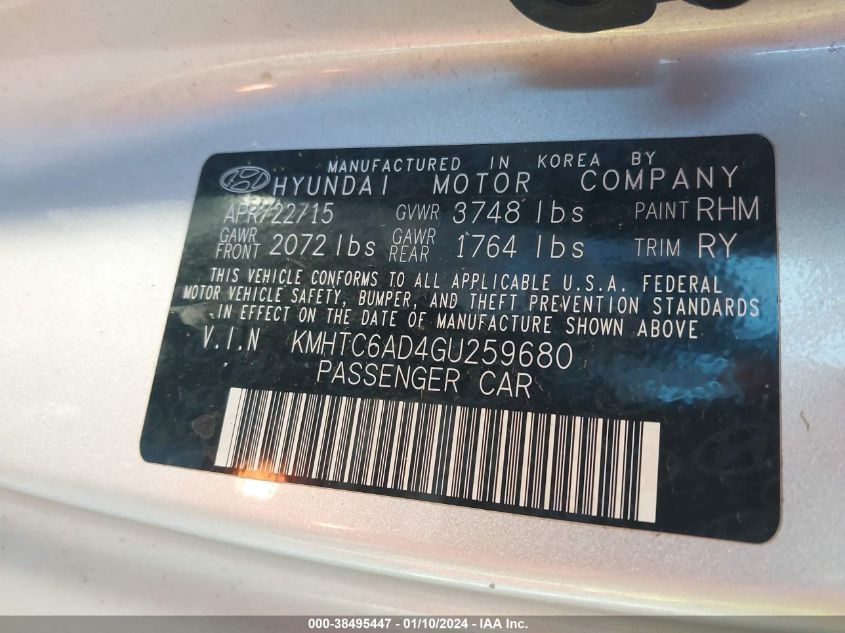 MANUFACTURED IN KOREA BY
HYUNDAI MOTOR COMPANY
APR/22/15 GVWR 3748 lbs PAINT RHM
GAWR FRONT 2072 lbs GAWR REAR 1764 lbs TRIM RY
THIS VEHICLE CONFORMS TO ALL APPLICABLE U.S.A. FEDERAL
MOTOR VEHICLE SAFETY, BUMPER, AND THEFT PREVENTION STANDARDS
IN EFFECT ON THE DATE OF MANUFACTURE SHOWN ABOVE
V.I.N KMHTC6AD4GU259680
PASSENGER CAR
000-38495447 - 01/10/2024 - IAA Inc.